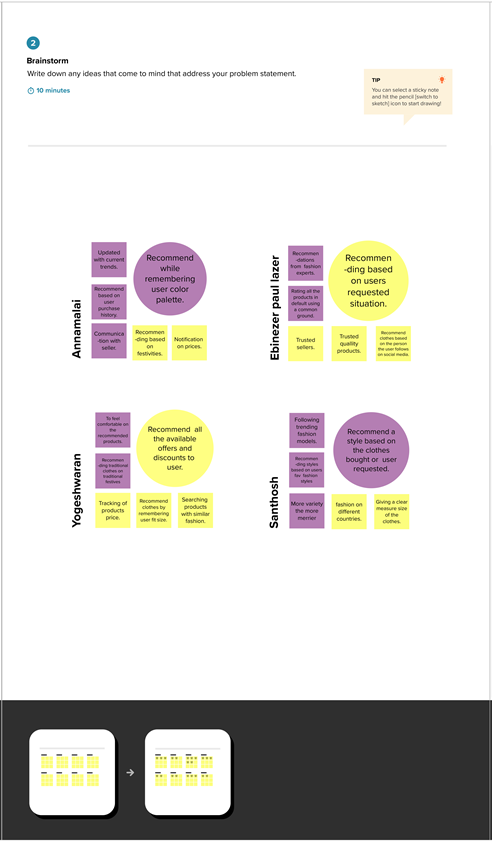 2
Brainstorm
Write down any ideas that come to mind that address your problem statement.
10 minutes
TIP
You can select a sticky note
and hit the pencil [switch to
sketch] icon to start drawing!
Annamalai
Updated
with current
trends.
Recommend
based on
user
purchase
history.
Communica
-tion with
seller.
Recommend
while
remembering
user color
palette.
Recommen
-ding based
on
festivities.
Notification
on prices.
Ebinezer paul lazer
Recommen
-dations
from fashion
experts.
Rating all the
products in
default using
a common
ground.
Recommen
-ding based
on users
requested
situation.
Trusted
sellers.
Trusted
quallity
products.
Recommend
clothes based
on the person
the user follows
on social media.
Yogeshwaran
To feel
comfortable on
the
recommended
products.
Recommen
-ding traditional
clothes on
traditional
festivals
Recommend all
the available
offers and
discounts to
user.
Tracking of
products
price.
Recommend
clothes by
remembering
user fit size.
Searching
products
with similar
fashion.
Santhosh
Following
trending
fashion
models.
Recommen
-ding styles
based on users
fav fashion
styles
Recommend a
style based on
the clothes
bought or user
requested.
More variety
the more
merrier
fashion on
different
countries.
Giving a clear
measure size
of the
clothes.